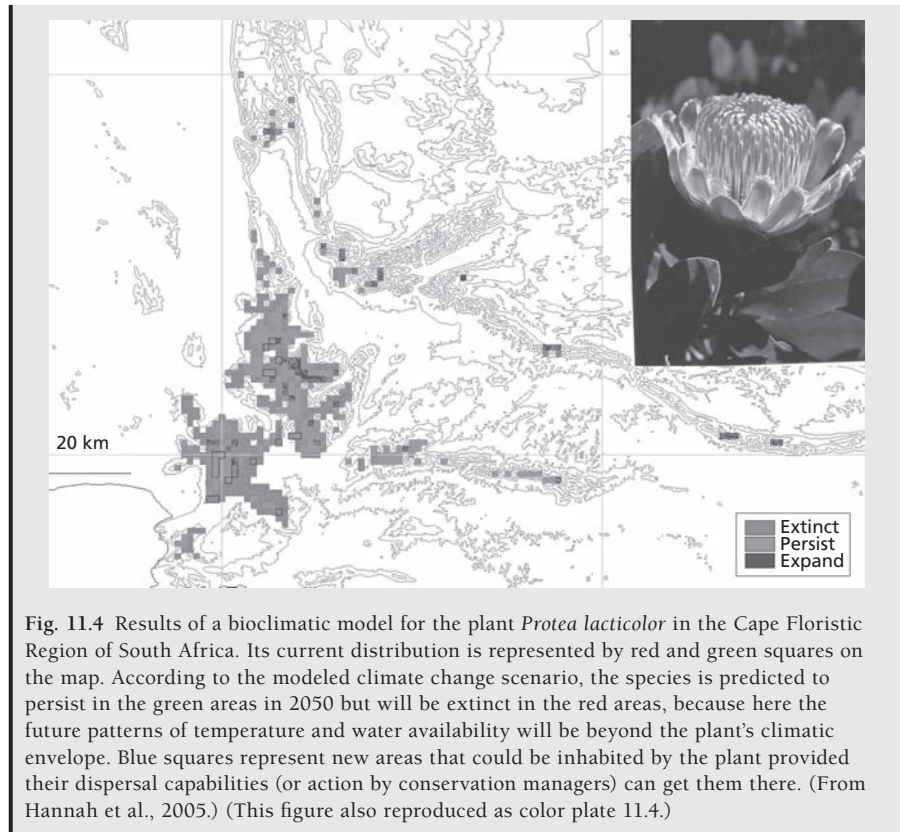 20 km
Extinct
Persist
Expand
Fig. 11.4 Results of a bioclimatic model for the plant Protea lacticolor in the Cape Floristic
Region of South Africa. Its current distribution is represented by red and green squares on
the map. According to the modeled climate change scenario, the species is predicted to
persist in the green areas in 2050 but will be extinct in the red areas, because here the
future patterns of temperature and water availability will be beyond the plant’s climatic
envelope. Blue squares represent new areas that could be inhabited by the plant provided
their dispersal capabilities (or action by conservation managers) can get them there. (From
Hannah et al., 2005.) (This figure also reproduced as color plate 11.4.)